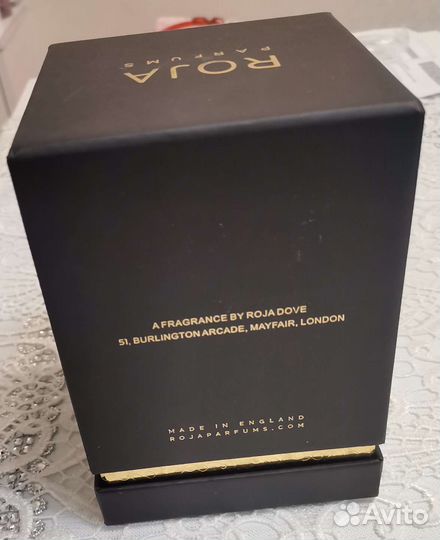 ROJA
PARFUMS
A FRAGRANCE BY ROJA DOVE
51, BURLINGTON ARCADE, MAYFAIR, LONDON
MADE IN ENGLAND
ROJAPARFUMS.COM
Avito